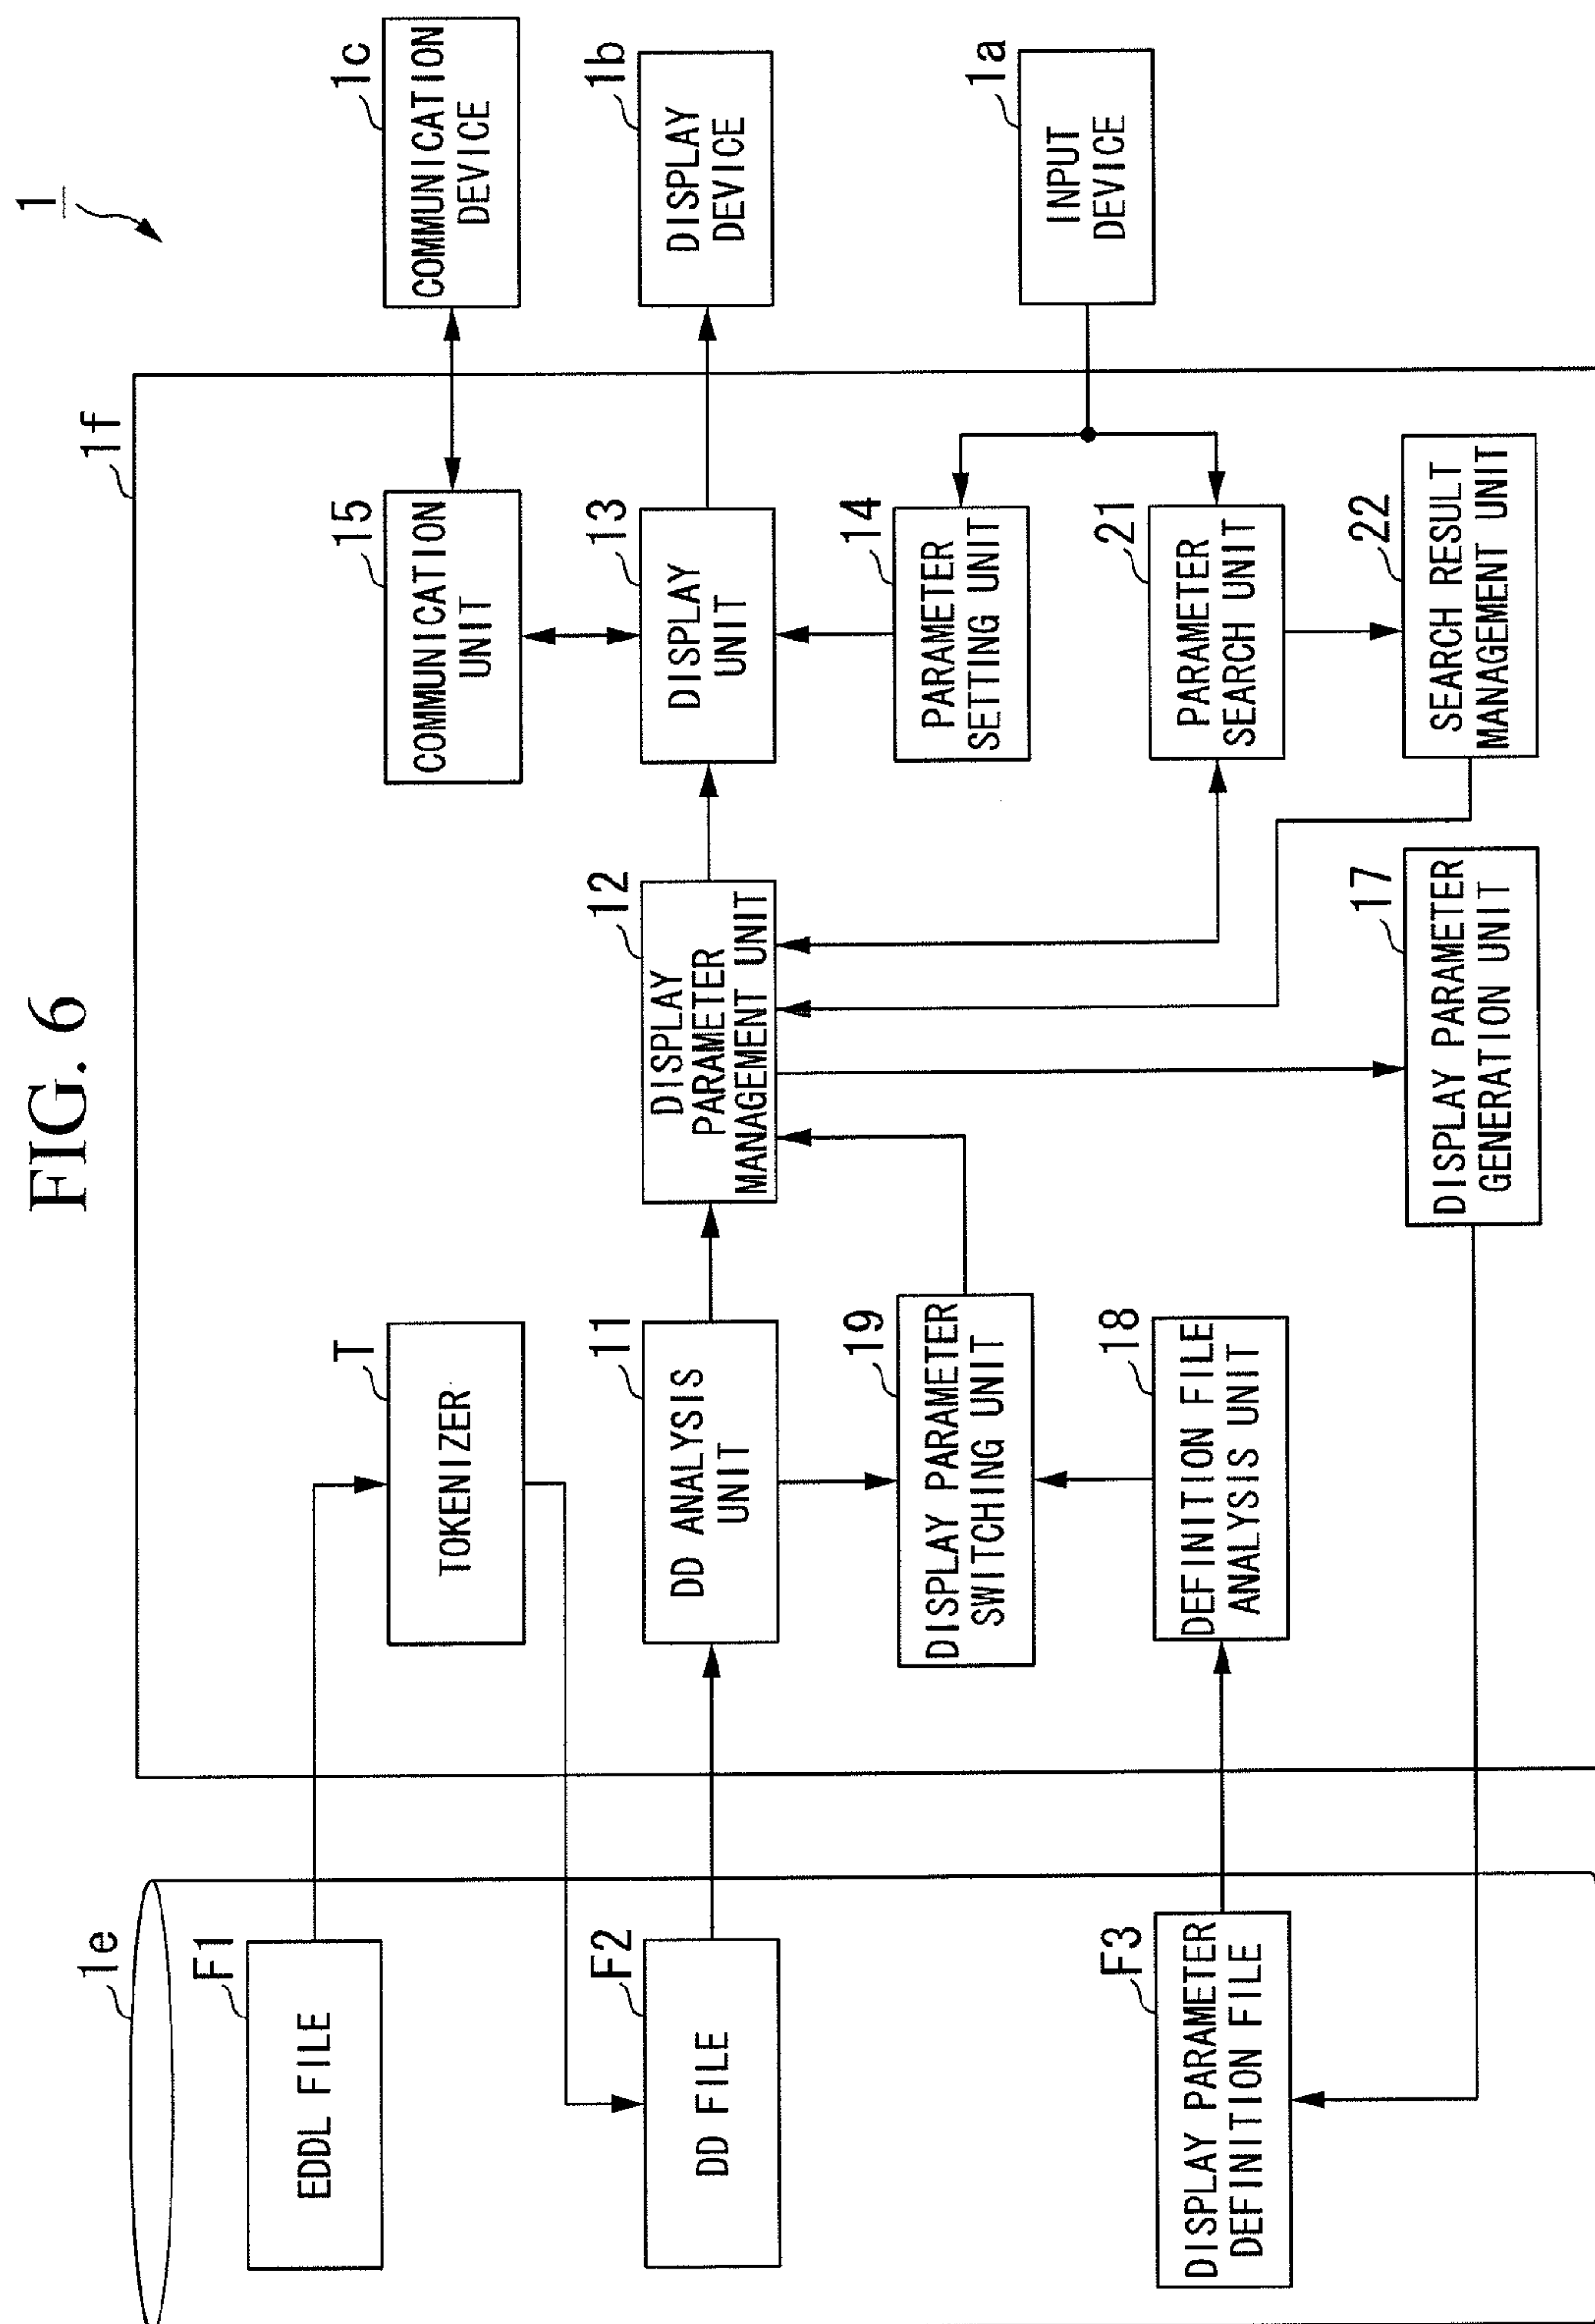 FIG. 6
1
1e
F1
EDDL FILE
F2
DD FILE
F3
DISPLAY PARAMETER
DEFINITION FILE
1f
T
TOKENIZER
11
DD ANALYSIS
UNIT
19
DISPLAY PARAMETER
SWITCHING UNIT
18
DEFINITION FILE
ANALYSIS UNIT
12
DISPLAY
PARAMETER
MANAGEMENT UNIT
17
DISPLAY PARAMETER
GENERATION UNIT
15
COMMUNICATION
UNIT
13
DISPLAY
UNIT
14
PARAMETER
SETTING UNIT
21
PARAMETER
SEARCH UNIT
22
SEARCH RESULT
MANAGEMENT UNIT
1c
COMMUNICATION
DEVICE
1b
DISPLAY
DEVICE
1a
INPUT
DEVICE